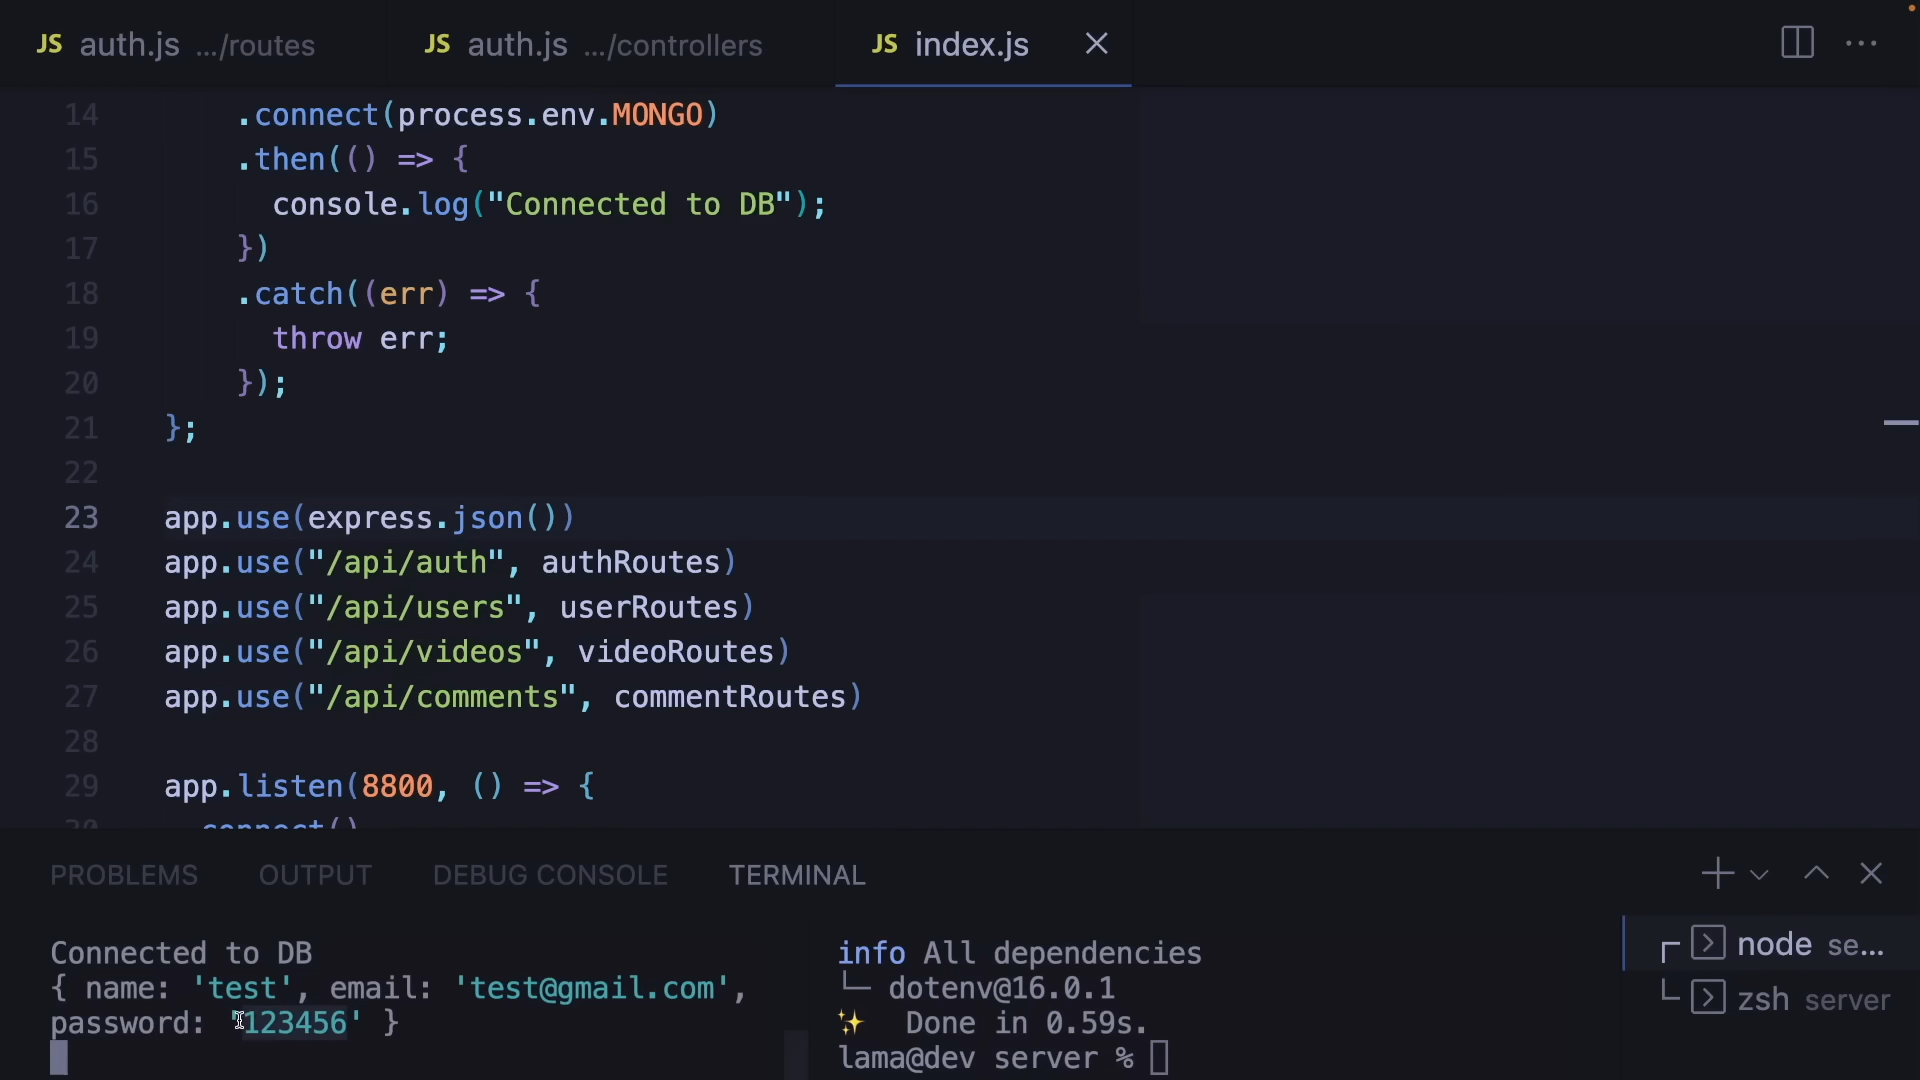 JS auth.js .../routes
JS auth.js .../controllers
JS index.js
14 .connect(process.env.MONGO)
15 .then(() => {
16 console.log("Connected to DB");
17 })
18 .catch((err) => {
19 throw err;
20 });
21 };
22
23 app.use(express.json())
24 app.use("/api/auth", authRoutes)
25 app.use("/api/users", userRoutes)
26 app.use("/api/videos", videoRoutes)
27 app.use("/api/comments", commentRoutes)
28
29 app.listen(8800, () => {
30 connect()
PROBLEMS OUTPUT DEBUG CONSOLE TERMINAL
Connected to DB
{ name: 'test', email: 'test@gmail.com',
password: '123456' }
info All dependencies
└─ dotenv@16.0.1
✨ Done in 0.59s.
lama@dev server %
node se...
zsh server